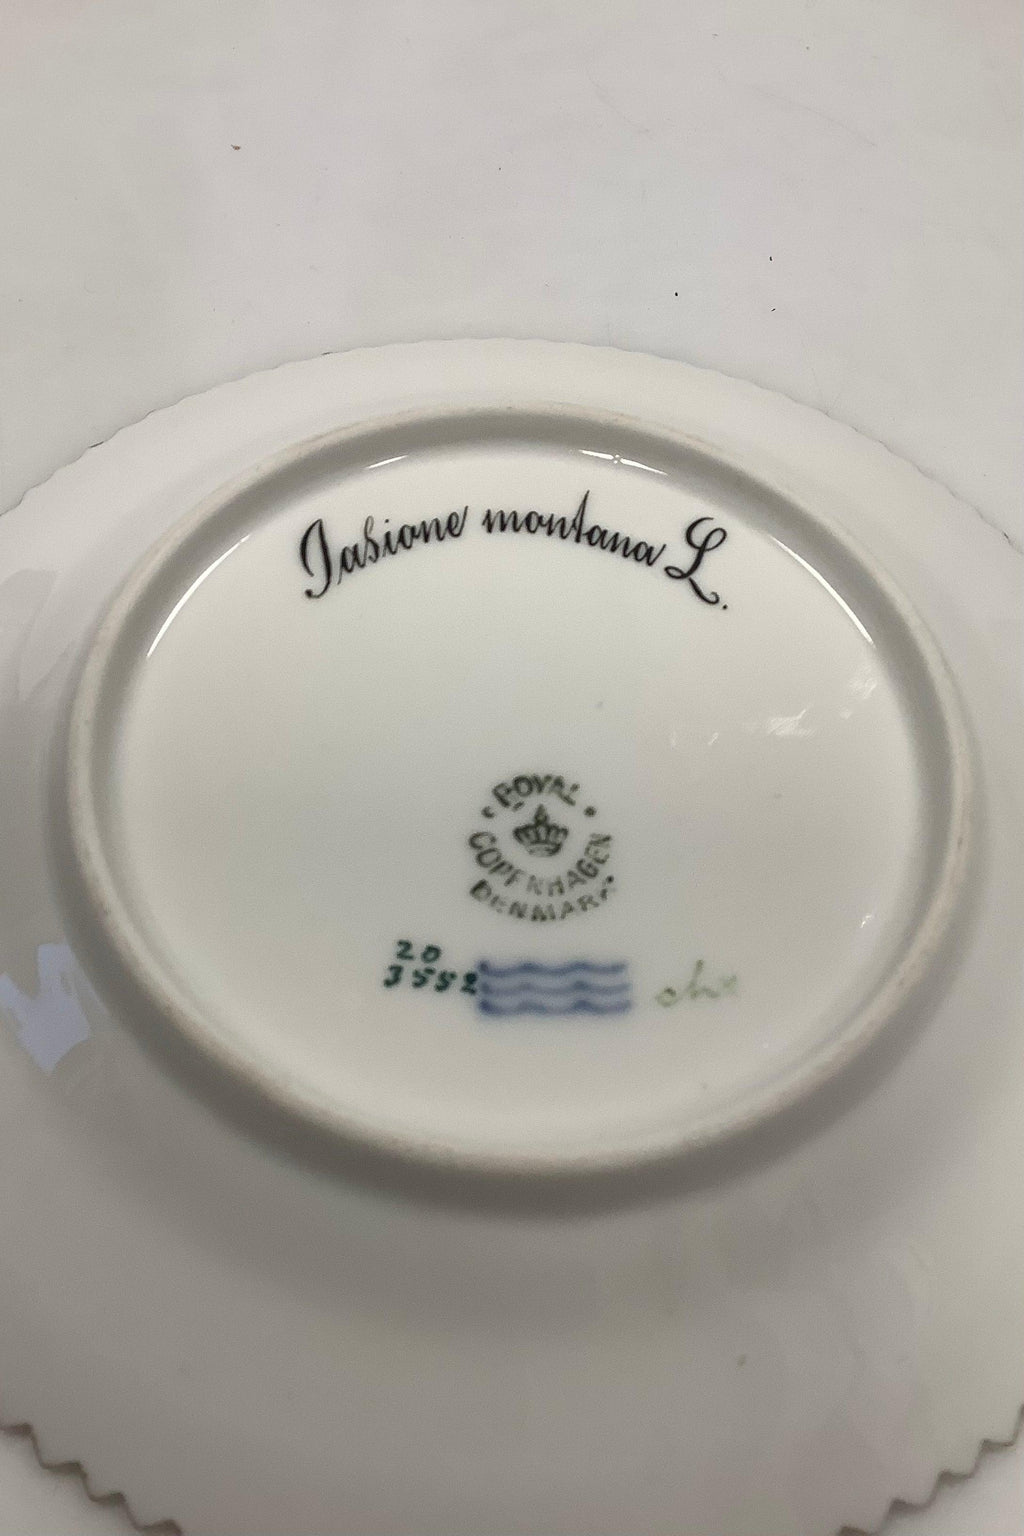 Jasione montana L.
ROYAL
COPENHAGEN
DENMARK
20
3552